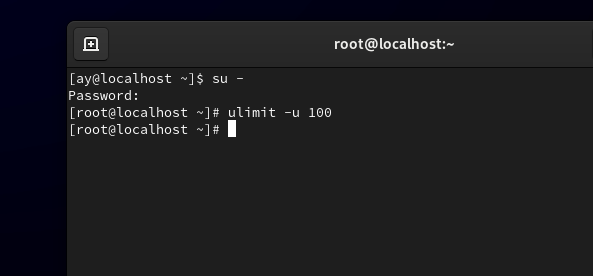 root@localhost:~
[ay@localhost ~]$ su -
Password:
[root@localhost ~]# ulimit -u 100
[root@localhost ~]#